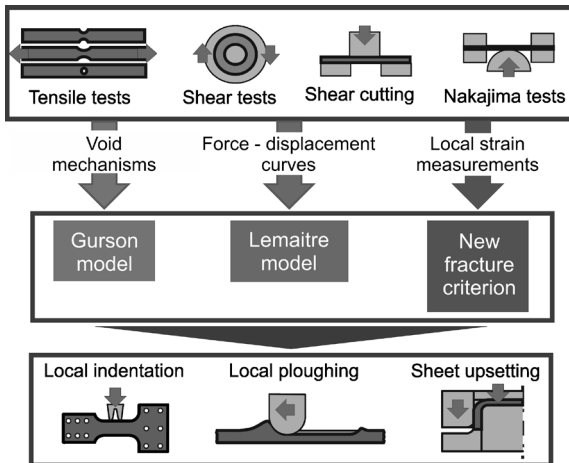 Tensile tests
Shear tests
Shear cutting
Nakajima tests
Void
mechanisms
Force - displacement
curves
Local strain
measurements
Gurson
model
Lemaitre
model
New
fracture
criterion
Local indentation
Local ploughing
Sheet upsetting